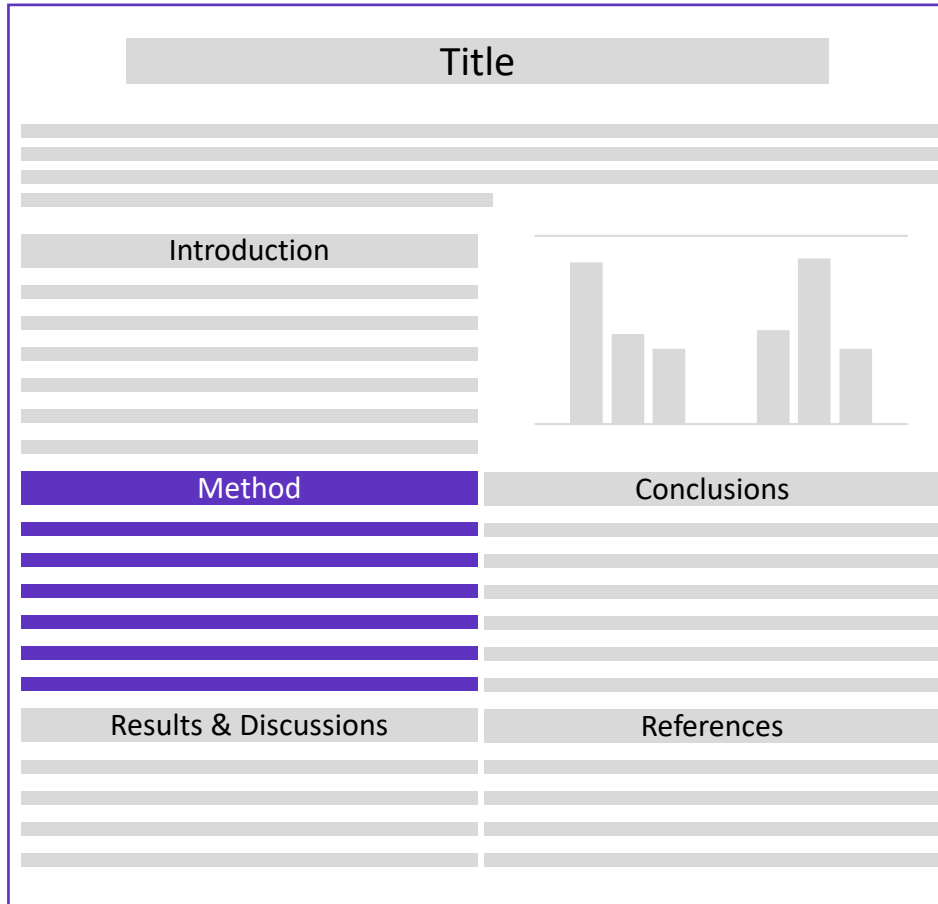 Title
Introduction
Method
Results & Discussions
Conclusions
References